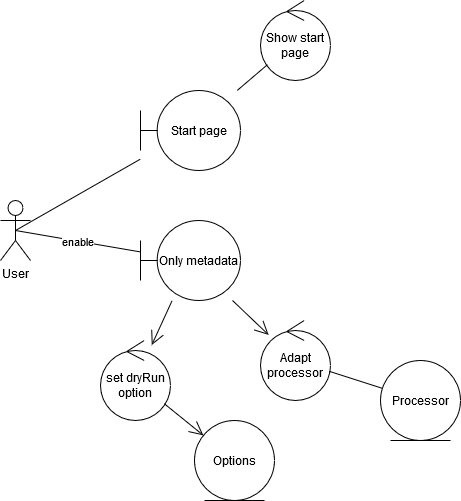 Show start
page
Start page
enable
User
Only metadata
Adapt
processor
set dryRun
option
Processor
Options